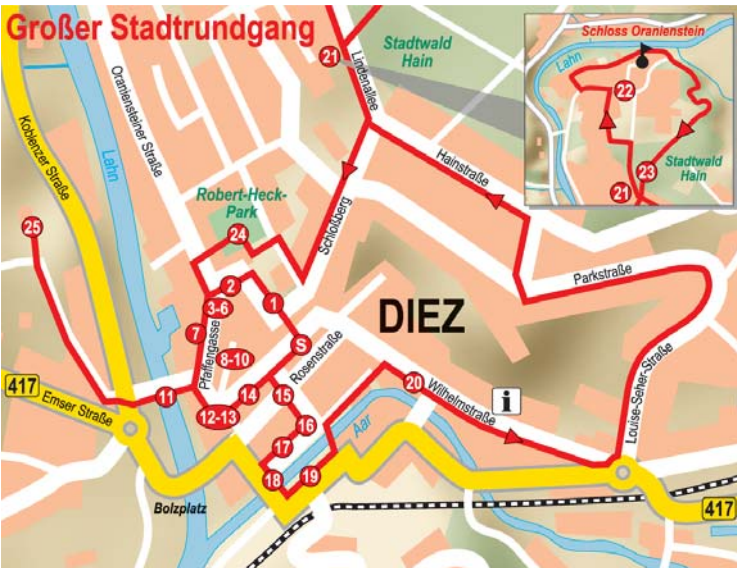 Großer Stadtrundgang
Schloss Oranienstein
Lahn
22
Stadtwald
Hain
23
21
21
Stadtwald
Hain
Lindenallee
Oraniensteiner Straße
Koblenzer Straße
Lahn
Hainstraße
Robert-Heck-
Park
Schloßberg
25
24
Parkstraße
2
1
3-6
7
Pfaffengasse
DIEZ
S
8-10
Rosenstraße
20
Wilhelmstraße
i
Louise-Seher-Straße
417
Emser Straße
11
12-13
14
15
16
Aar
17
18
19
Bolzplatz
417